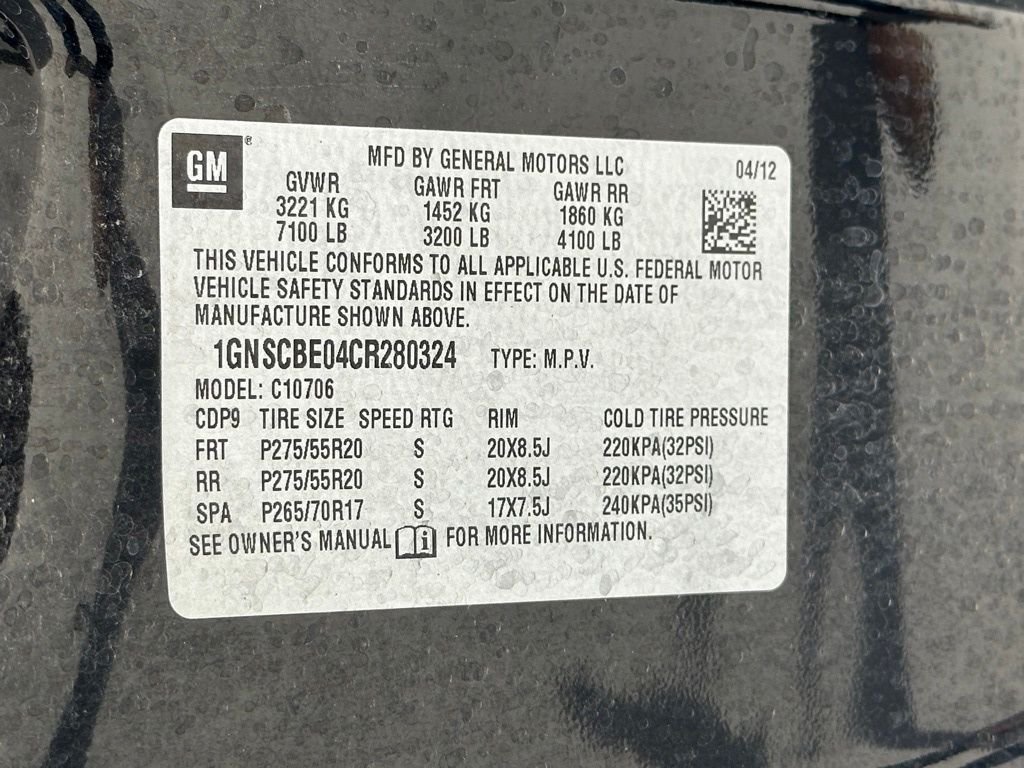 GM®
MFD BY GENERAL MOTORS LLC 04/12
GVWR GAWR FRT GAWR RR
3221 KG 1452 KG 1860 KG
7100 LB 3200 LB 4100 LB
THIS VEHICLE CONFORMS TO ALL APPLICABLE U.S. FEDERAL MOTOR
VEHICLE SAFETY STANDARDS IN EFFECT ON THE DATE OF
MANUFACTURE SHOWN ABOVE.
1GNSCBE04CR280324 TYPE: M.P.V.
MODEL: C10706
CDP9 TIRE SIZE SPEED RTG RIM COLD TIRE PRESSURE
FRT P275/55R20 S 20X8.5J 220KPA(32PSI)
RR P275/55R20 S 20X8.5J 220KPA(32PSI)
SPA P265/70R17 S 17X7.5J 240KPA(35PSI)
SEE OWNER'S MANUAL i FOR MORE INFORMATION.